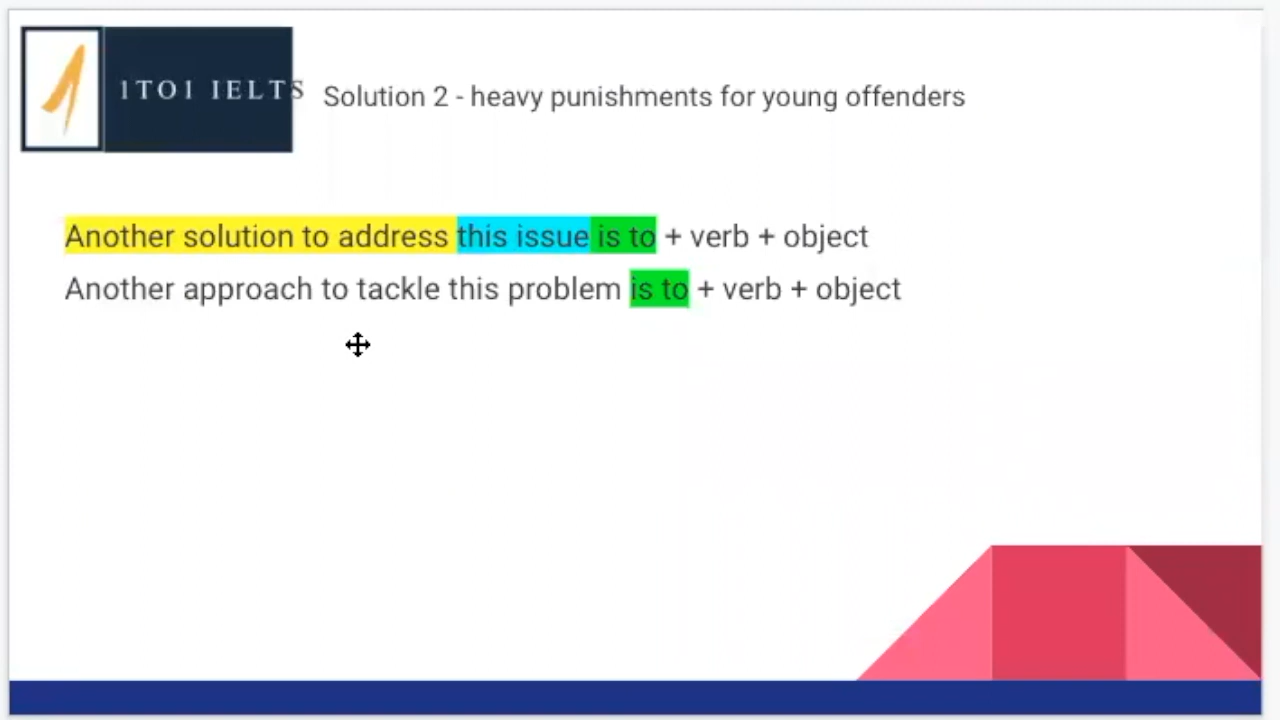 1TO1 IELTS
Solution 2 - heavy punishments for young offenders
Another solution to address this issue is to + verb + object
Another approach to tackle this problem is to + verb + object